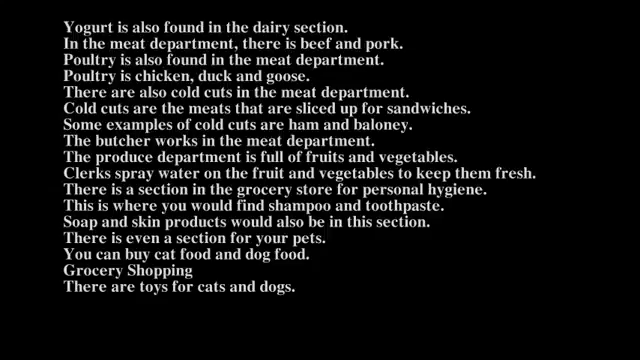 Yogurt is also found in the dairy section.
In the meat department, there is beef and pork.
Poultry is also found in the meat department.
Poultry is chicken, duck and goose.
There are also cold cuts in the meat department.
Cold cuts are the meats that are sliced up for sandwiches.
Some examples of cold cuts are ham and baloney.
The butcher works in the meat department.
The produce department is full of fruits and vegetables.
Clerks spray water on the fruit and vegetables to keep them fresh.
There is a section in the grocery store for personal hygiene.
This is where you would find shampoo and toothpaste.
Soap and skin products would also be in this section.
There is even a section for your pets.
You can buy cat food and dog food.
Grocery Shopping
There are toys for cats and dogs.